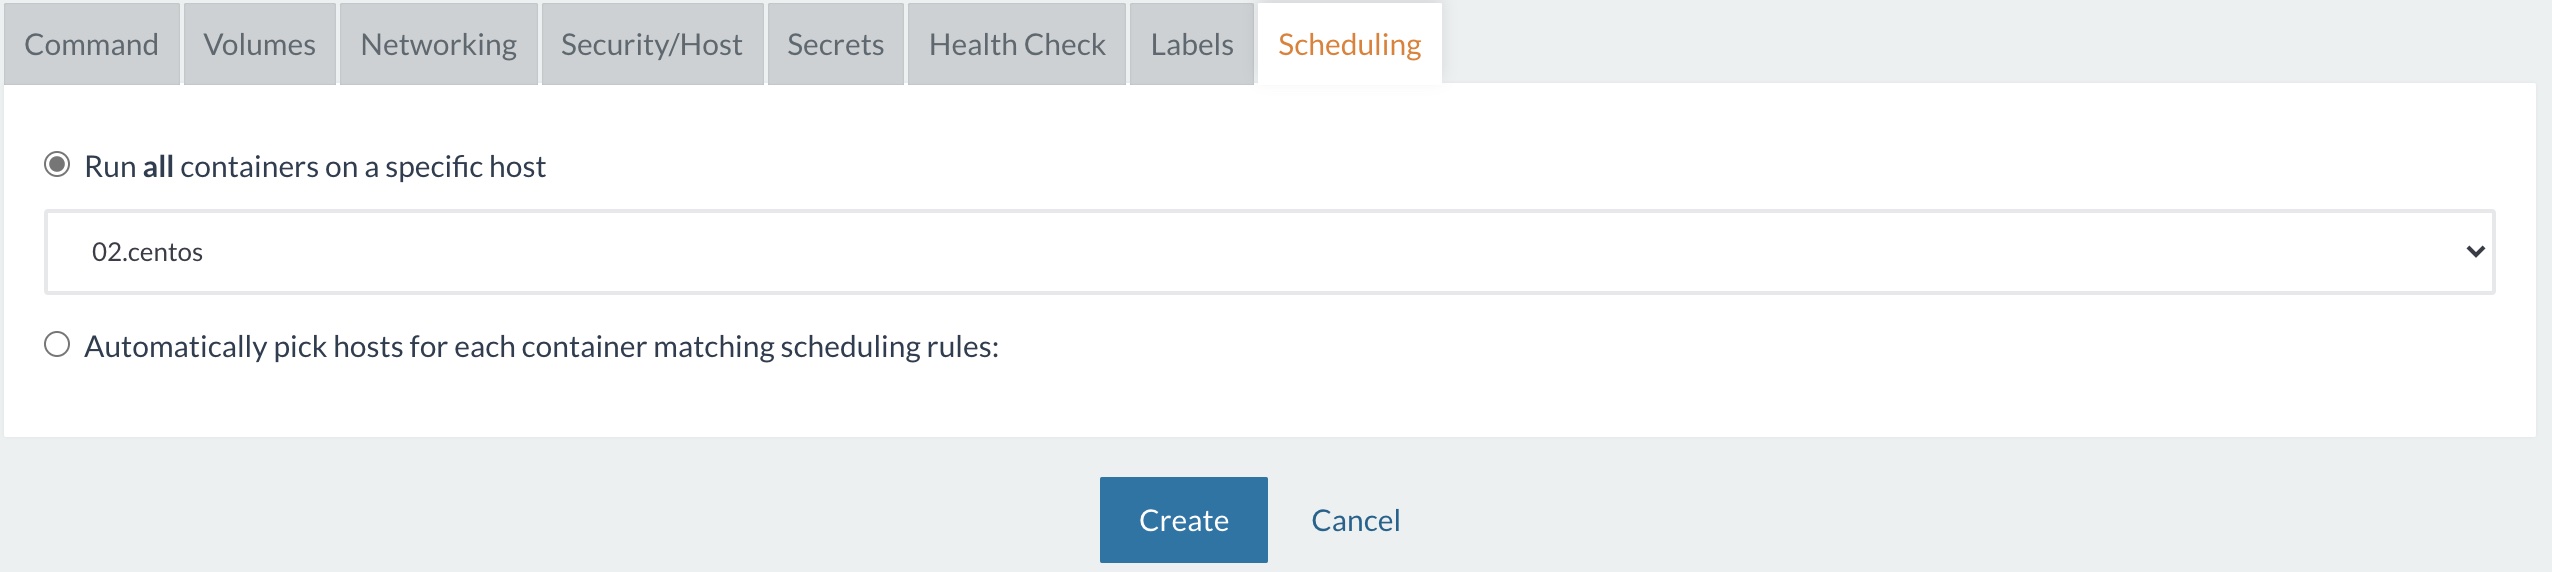 Command Volumes Networking Security/Host Secrets Health Check Labels Scheduling
Run all containers on a specific host
02.centos
Automatically pick hosts for each container matching scheduling rules:
Create Cancel